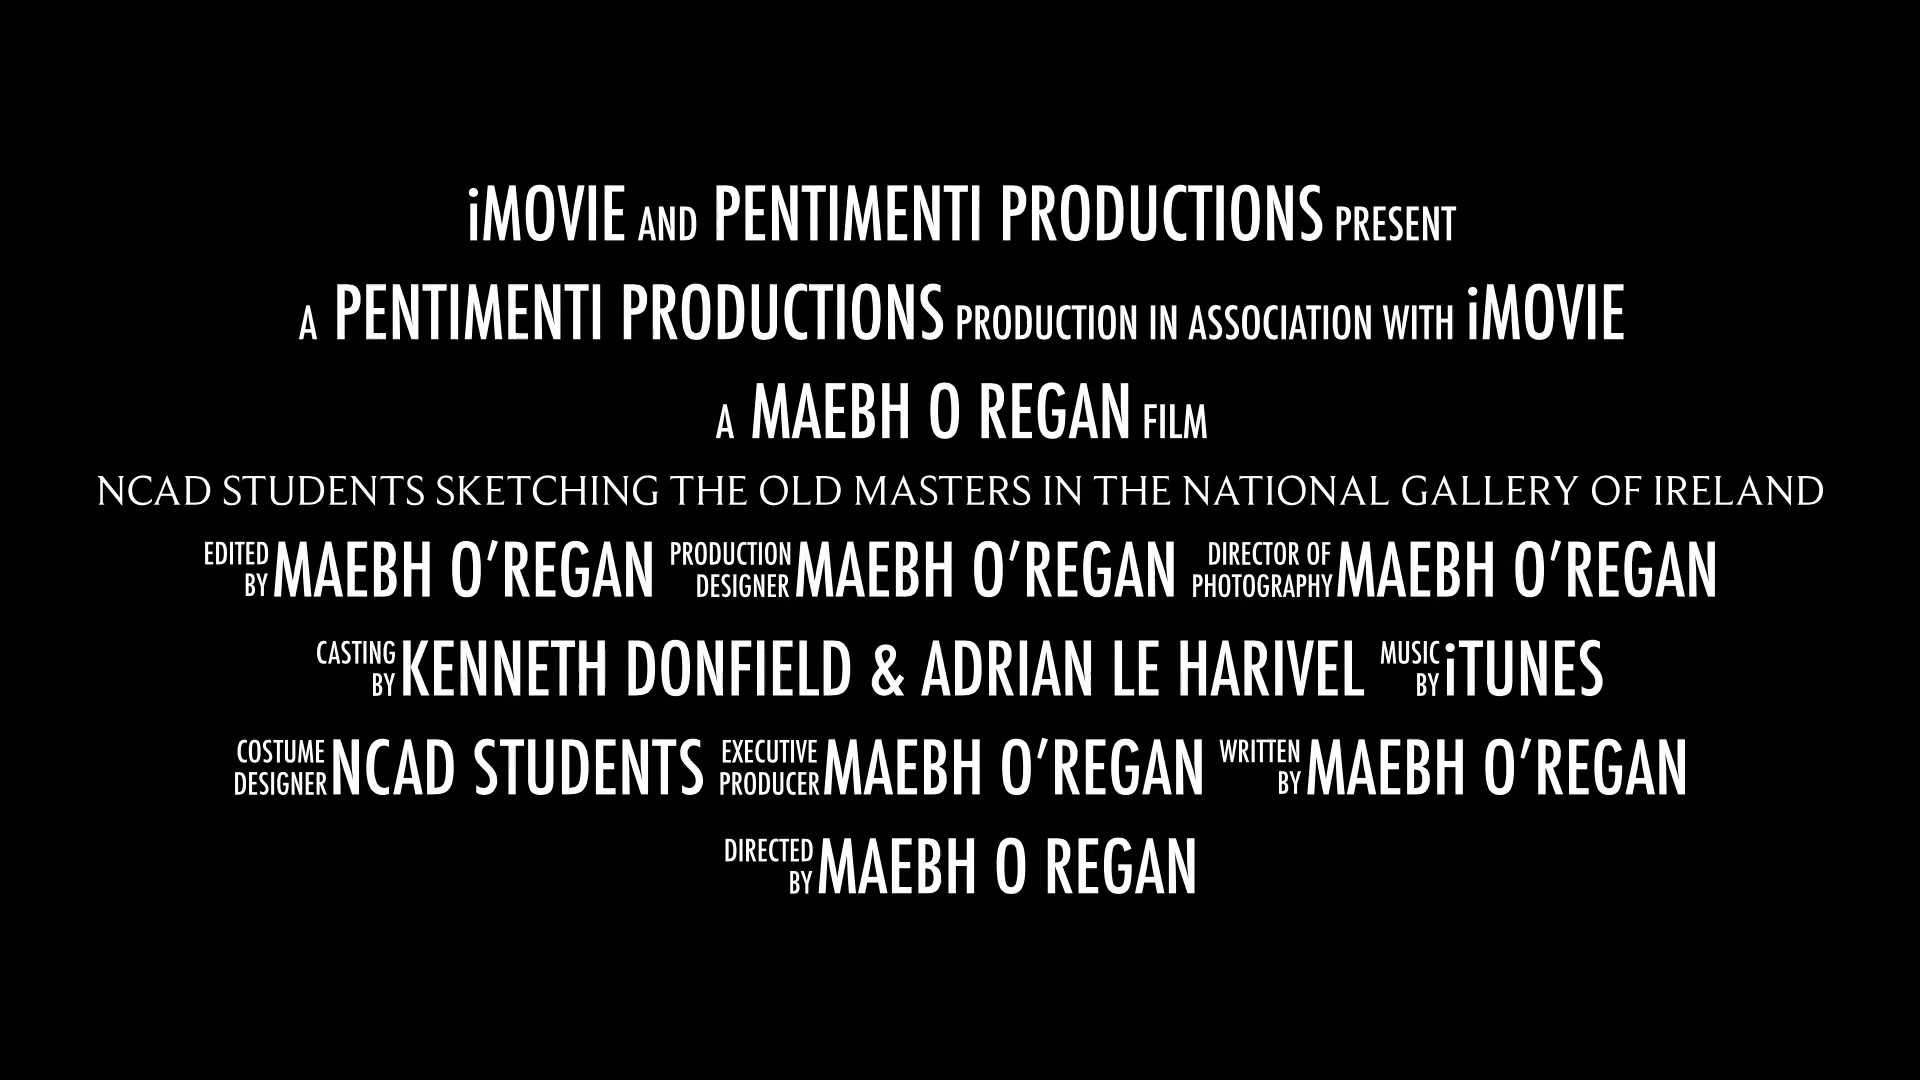 iMOVIE AND PENTIMENTI PRODUCTIONS PRESENT
A PENTIMENTI PRODUCTIONS PRODUCTION IN ASSOCIATION WITH iMOVIE
A MAEBH O REGAN FILM
NCAD STUDENTS SKETCHING THE OLD MASTERS IN THE NATIONAL GALLERY OF IRELAND
EDITED BY MAEBH O’REGAN PRODUCTION DESIGNER MAEBH O’REGAN DIRECTOR OF PHOTOGRAPHY MAEBH O’REGAN
CASTING BY KENNETH DONFIELD & ADRIAN LE HARIVEL MUSIC BY iTUNES
COSTUME DESIGNER NCAD STUDENTS EXECUTIVE PRODUCER MAEBH O’REGAN WRITTEN BY MAEBH O’REGAN
DIRECTED BY MAEBH O REGAN